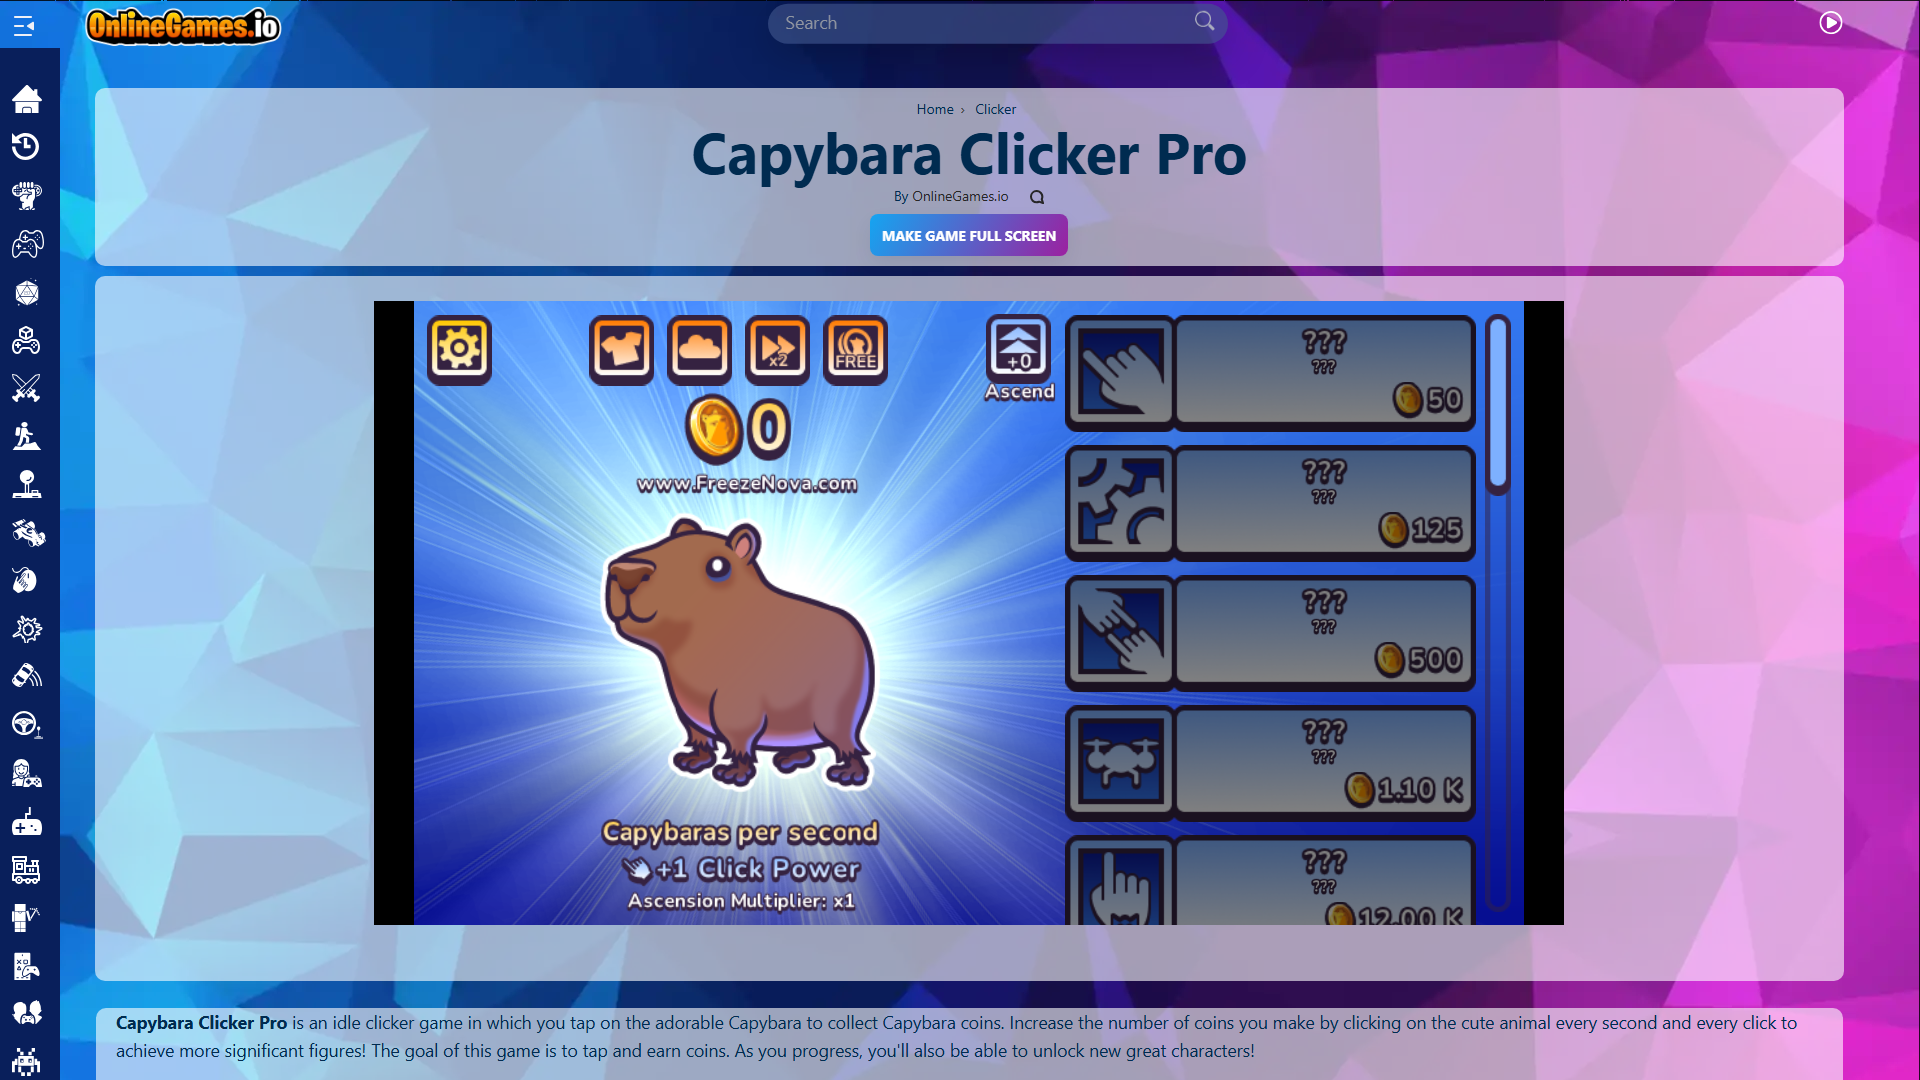 OnlineGames.io
Search
Home › Clicker
Capybara Clicker Pro
By OnlineGames.io
MAKE GAME FULL SCREEN
x2
FREE
+0
Ascend
0
www.FreezeNova.com
Capybaras per second
+1 Click Power
Ascension Multiplier: x1
???
???
50
???
???
125
???
???
500
???
???
1.10 K
???
???
12.00 K
Capybara Clicker Pro is an idle clicker game in which you tap on the adorable Capybara to collect Capybara coins. Increase the number of coins you make by clicking on the cute animal every second and every click to
achieve more significant figures! The goal of this game is to tap and earn coins. As you progress, you'll also be able to unlock new great characters!